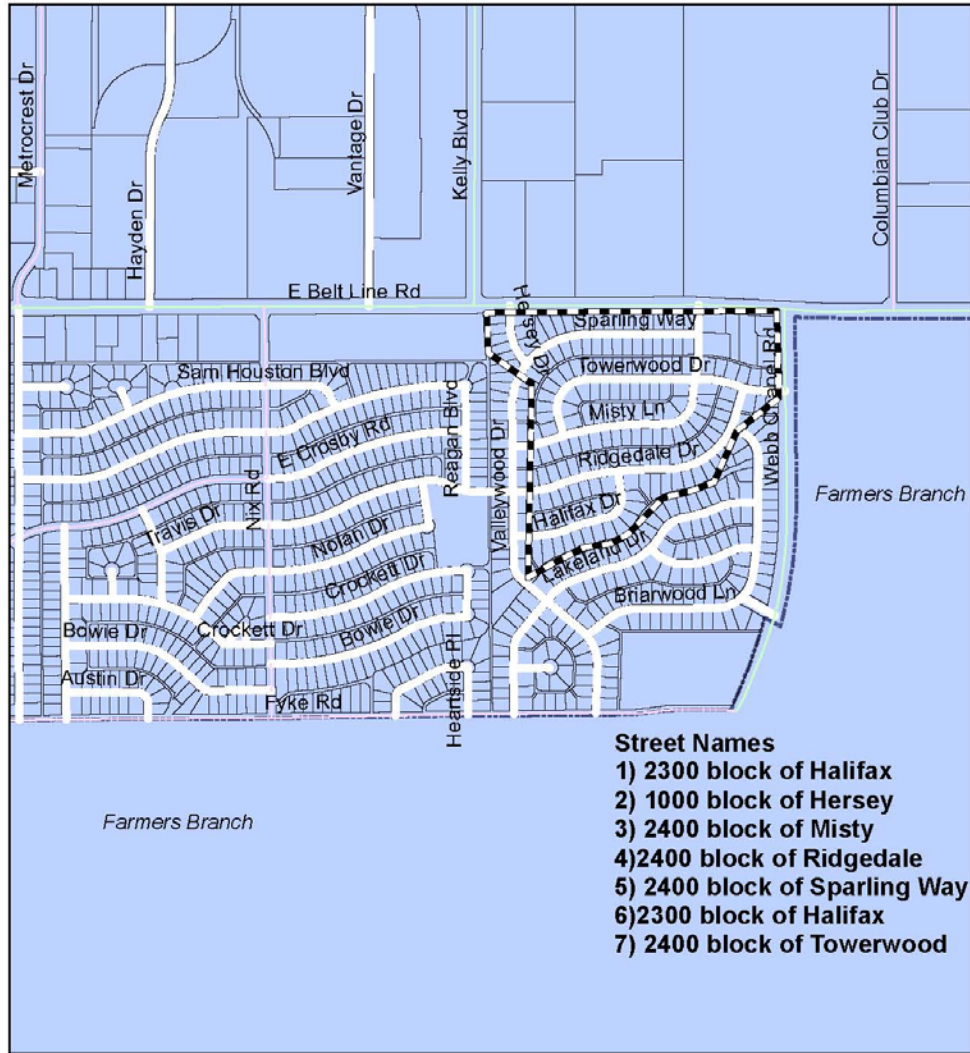 Metrocrest Dr
Hayden Dr
Vantage Dr
Kelly Blvd
Columbian Club Dr
E Belt Line Rd
Hersey Dr
Sparling Way
Sam Houston Blvd
Towerwood Dr
Webb Chapel Rd
Misty Ln
E Crosby Rd
Reagan Blvd
Valleywood Dr
Ridgedale Dr
Nix Rd
Travis Dr
Nolan Dr
Halifax Dr
Farmers Branch
Lakeland Dr
Crockett Dr
Briarwood Ln
Bowie Dr
Crockett Dr
Bowie Dr
Austin Dr
Fyke Rd
Heartside Pl
Street Names
1) 2300 block of Halifax
2) 1000 block of Hersey
3) 2400 block of Misty
4)2400 block of Ridgedale
5) 2400 block of Sparling Way
6)2300 block of Halifax
7) 2400 block of Towerwood
Farmers Branch